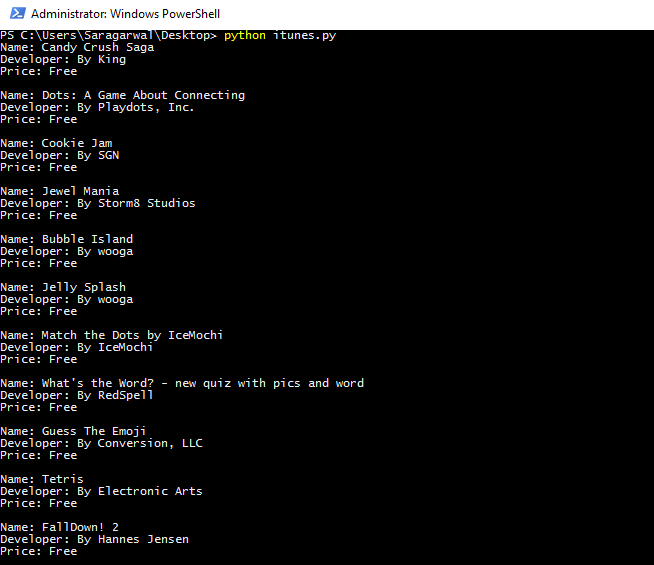 Administrator: Windows PowerShell
PS C:\Users\Saragarwal\Desktop> python itunes.py
Name: Candy Crush Saga
Developer: By King
Price: Free
Name: Dots: A Game About Connecting
Developer: By Playdots, Inc.
Price: Free
Name: Cookie Jam
Developer: By SGN
Price: Free
Name: Jewel Mania
Developer: By Storm8 Studios
Price: Free
Name: Bubble Island
Developer: By wooga
Price: Free
Name: Jelly Splash
Developer: By wooga
Price: Free
Name: Match the Dots by IceMochi
Developer: By IceMochi
Price: Free
Name: What's the Word? - new quiz with pics and word
Developer: By RedSpell
Price: Free
Name: Guess The Emoji
Developer: By Conversion, LLC
Price: Free
Name: Tetris
Developer: By Electronic Arts
Price: Free
Name: FallDown! 2
Developer: By Hannes Jensen
Price: Free